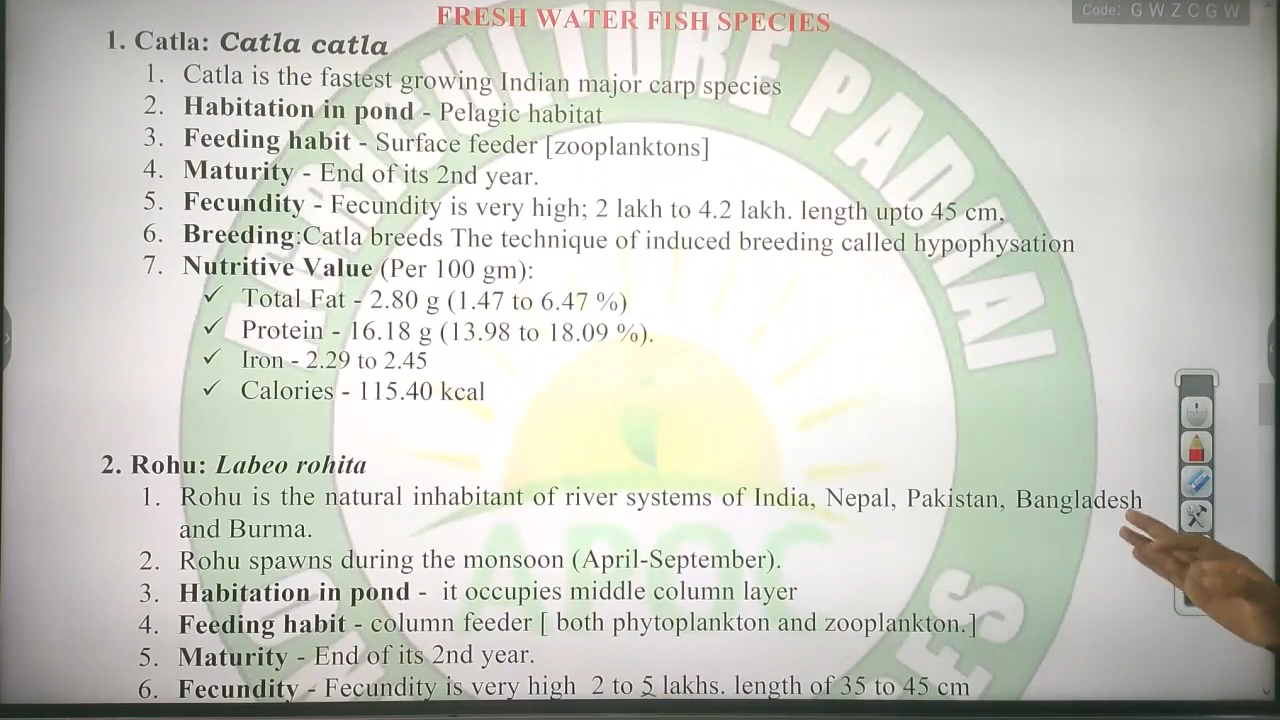 FRESH WATER FISH SPECIES
Code: G W Z C G W
1. Catla: Catla catla
1. Catla is the fastest growing Indian major carp species
2. Habitation in pond - Pelagic habitat
3. Feeding habit - Surface feeder [zooplanktons]
4. Maturity - End of its 2nd year.
5. Fecundity - Fecundity is very high; 2 lakh to 4.2 lakh. length upto 45 cm,
6. Breeding:Catla breeds The technique of induced breeding called hypophysation
7. Nutritive Value (Per 100 gm):
✓ Total Fat - 2.80 g (1.47 to 6.47 %)
✓ Protein - 16.18 g (13.98 to 18.09 %).
✓ Iron - 2.29 to 2.45
✓ Calories - 115.40 kcal
2. Rohu: Labeo rohita
1. Rohu is the natural inhabitant of river systems of India, Nepal, Pakistan, Bangladesh
and Burma.
2. Rohu spawns during the monsoon (April-September).
3. Habitation in pond - it occupies middle column layer
4. Feeding habit - column feeder [ both phytoplankton and zooplankton.]
5. Maturity - End of its 2nd year.
6. Fecundity - Fecundity is very high 2 to 5 lakhs. length of 35 to 45 cm
AGRICULTURE PADHAI
APOC